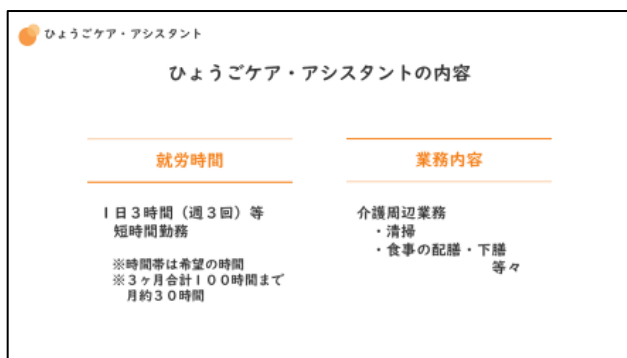 ひょうごケア・アシスタント
ひょうごケア・アシスタントの内容
就労時間
1日3時間（週3回）等
短時間勤務
※時間帯は希望の時間
※3ヶ月合計100時間まで
月約30時間
業務内容
介護周辺業務
・清掃
・食事の配膳・下膳
等々